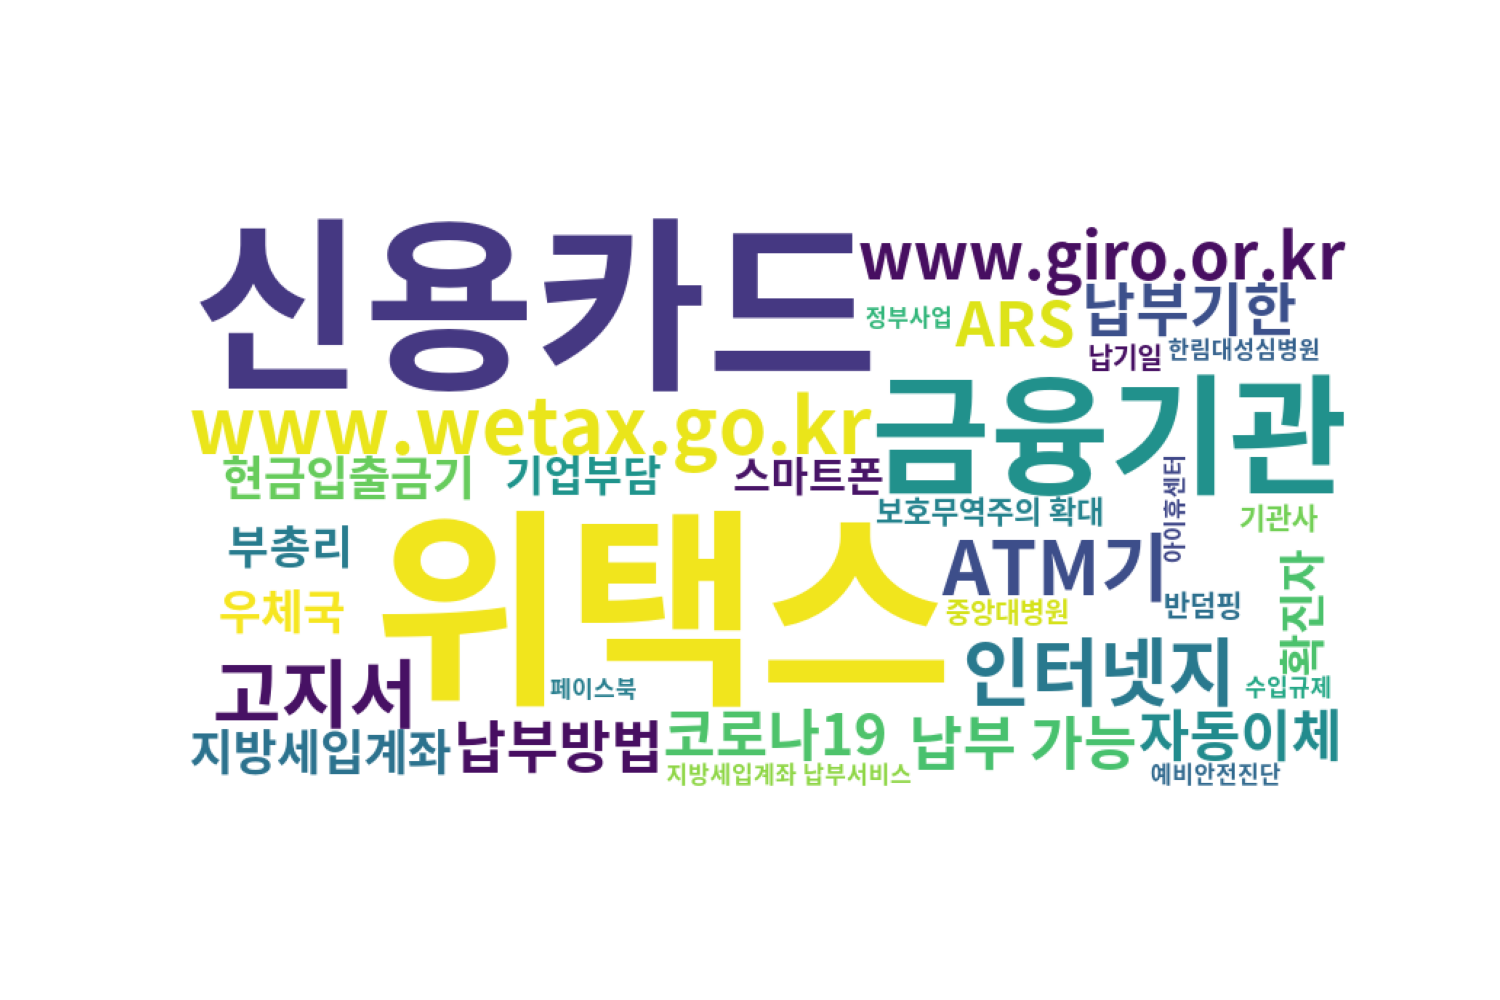 신용카드
www.giro.or.kr
정부사업
ARS
납부기한
납기일
한림대성심병원
www.wetax.go.kr
금융기관
현금입출금기
기업부담
스마트폰
아이휴센터
보호무역주의 확대
기관사
부총리
위택스
ATM기
확진자
우체국
중앙대병원
반덤핑
고지서
페이스북
인터넷지
수입규제
지방세입계좌
납부방법
코로나19
납부 가능
자동이체
지방세입계좌 납부서비스
예비안전진단